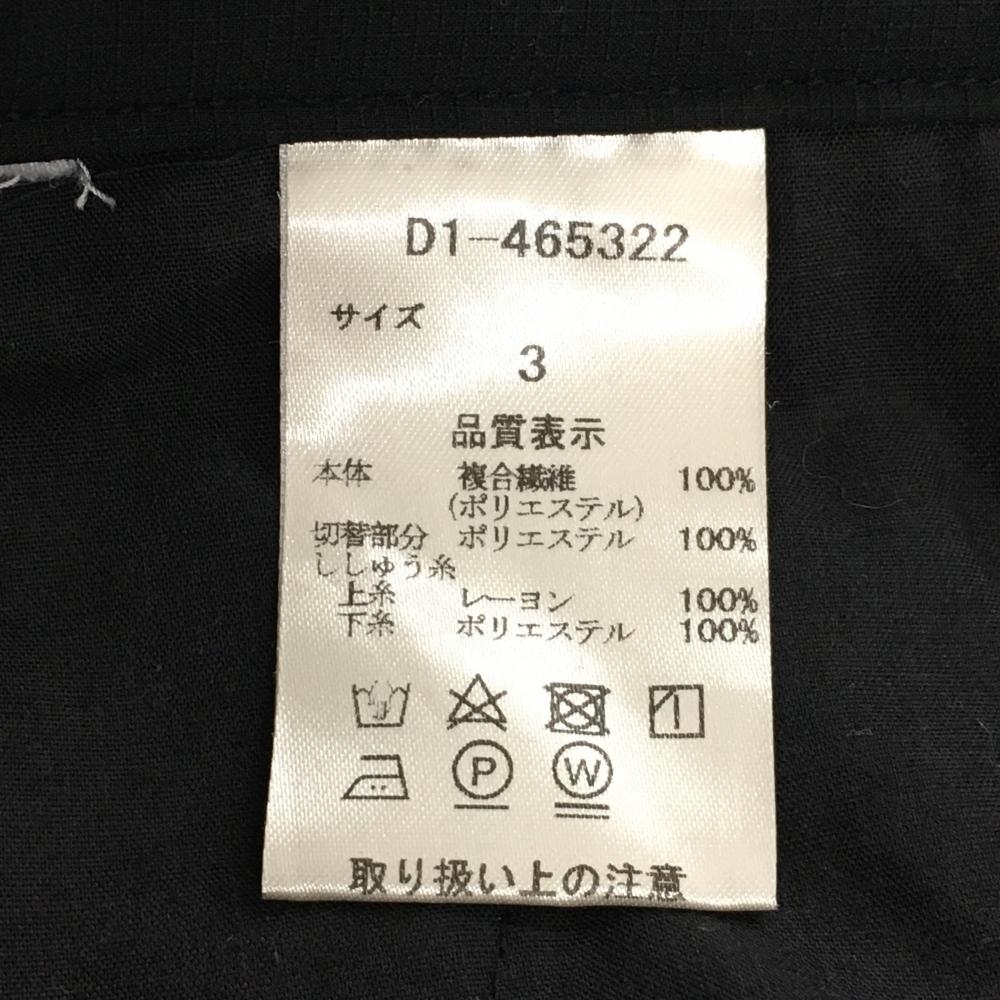 D1-465322
サイズ
3
品質表示
本体 複合繊維 100%
(ポリエステル)
切替部分 ポリエステル 100%
ししゅう糸
上糸 レーヨン 100%
下糸 ポリエステル 100%
P W
取り扱い上の注意